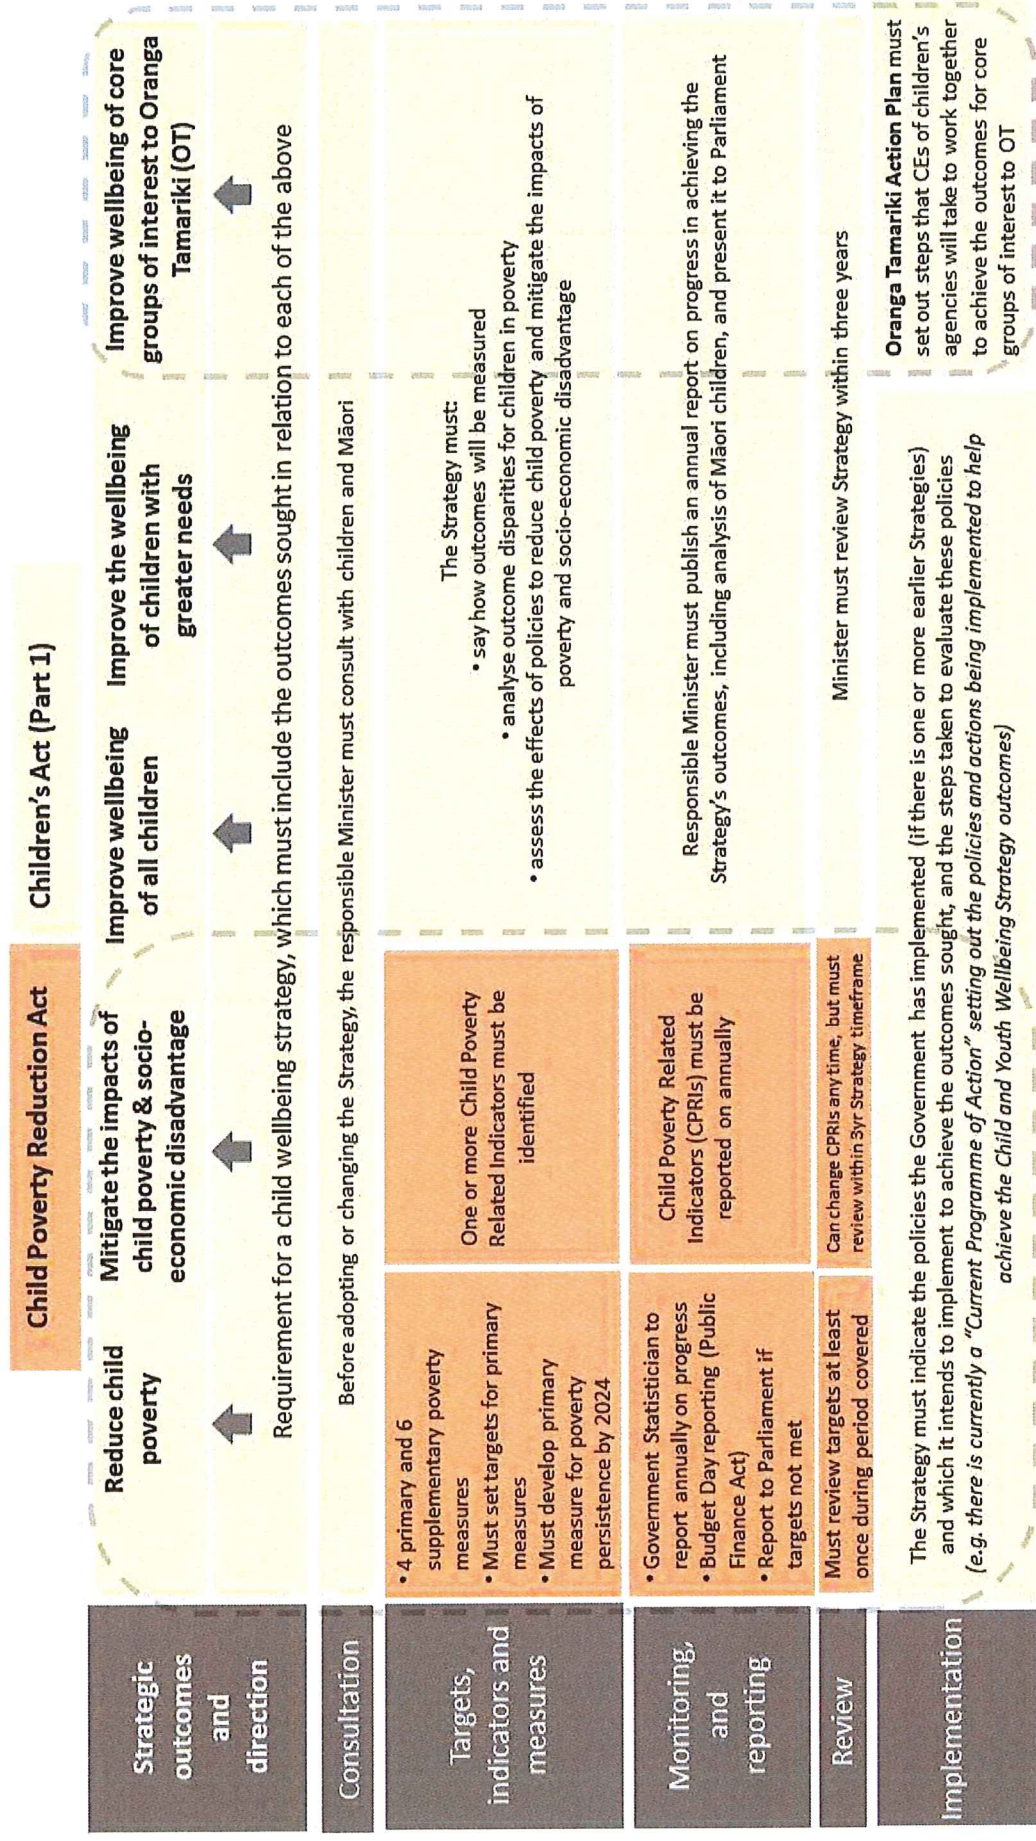 Child Poverty Reduction Act
Children's Act (Part 1)
Strategic
outcomes
and
direction
Reduce child
poverty
Mitigate the impacts of
child poverty & socio-
economic disadvantage
Improve wellbeing
of all children
Improve the wellbeing
of children with
greater needs
Improve wellbeing of core
groups of interest to Oranga
Tamariki (OT)
Requirement for a child wellbeing strategy, which must include the outcomes sought in relation to each of the above
Consultation
Before adopting or changing the Strategy, the responsible Minister must consult with children and Māori
Targets,
indicators and
measures
• 4 primary and 6
supplementary poverty
measures
• Must set targets for primary
measures
• Must develop primary
measure for poverty
persistence by 2024
One or more Child Poverty
Related Indicators must be
identified
The Strategy must:
• say how outcomes will be measured
• analyse outcome disparities for children in poverty
• assess the effects of policies to reduce child poverty and mitigate the impacts of
poverty and socio-economic disadvantage
Monitoring,
and
reporting
• Government Statistician to
report annually on progress
• Budget Day reporting (Public
Finance Act)
• Report to Parliament if
targets not met
Child Poverty Related
Indicators (CPRIs) must be
reported on annually
Responsible Minister must publish an annual report on progress in achieving the
Strategy's outcomes, including analysis of Māori children, and present it to Parliament
Review
Must review targets at least
once during period covered
Can change CPRIs any time, but must
review within 3yr Strategy timeframe
Minister must review Strategy within three years
Implementation
The Strategy must indicate the policies the Government has implemented (if there is one or more earlier Strategies)
and which it intends to implement to achieve the outcomes sought, and the steps taken to evaluate these policies
(e.g. there is currently a "Current Programme of Action" setting out the policies and actions being implemented to help
achieve the Child and Youth Wellbeing Strategy outcomes)
Oranga Tamariki Action Plan must
set out steps that CEs of children's
agencies will take to work together
to achieve the outcomes for core
groups of interest to OT